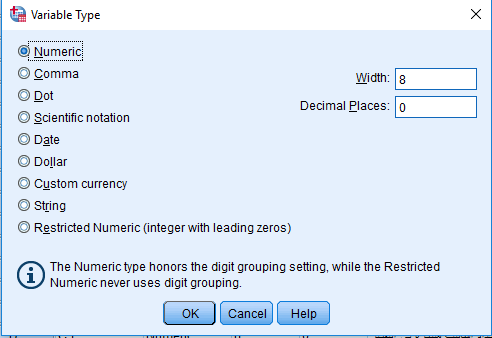 Variable Type
Numeric
Comma
Dot
Scientific notation
Date
Dollar
Custom currency
String
Restricted Numeric (integer with leading zeros)
Width: 8
Decimal Places: 0
The Numeric type honors the digit grouping setting, while the Restricted
Numeric never uses digit grouping.
OK Cancel Help